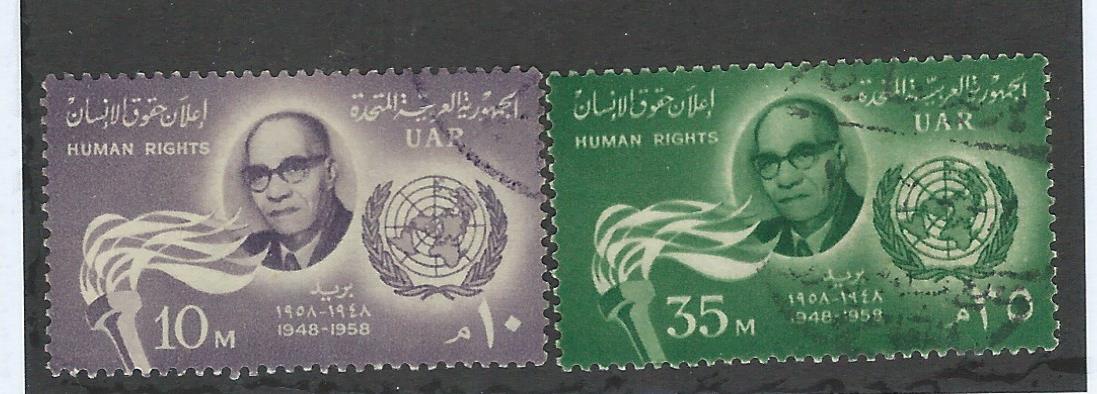 إعلان حقوق الإنسان
الجمهورية العربية المتحدة
HUMAN RIGHTS
UAR
بريد
١٩٤٨-١٩٥٨
1948-1958
10 M
١٠ م
إعلان حقوق الإنسان
الجمهورية العربية المتحدة
HUMAN RIGHTS
UAR
بريد
١٩٤٨-١٩٥٨
1948-1958
35 M
٣٥ م